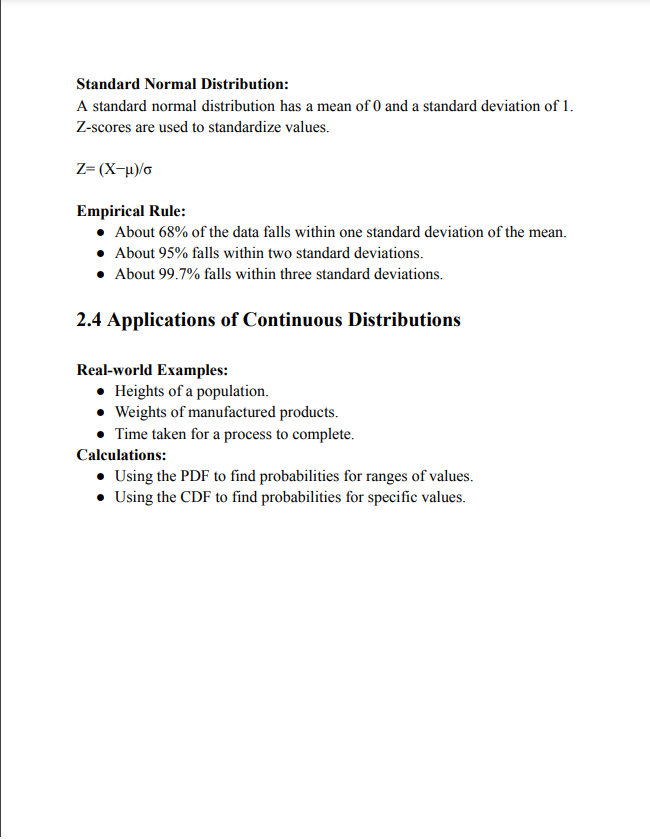 Standard Normal Distribution:
A standard normal distribution has a mean of 0 and a standard deviation of 1.
Z-scores are used to standardize values.
Z= (X−μ)/σ
Empirical Rule:
● About 68% of the data falls within one standard deviation of the mean.
● About 95% falls within two standard deviations.
● About 99.7% falls within three standard deviations.
2.4 Applications of Continuous Distributions
Real-world Examples:
● Heights of a population.
● Weights of manufactured products.
● Time taken for a process to complete.
Calculations:
● Using the PDF to find probabilities for ranges of values.
● Using the CDF to find probabilities for specific values.